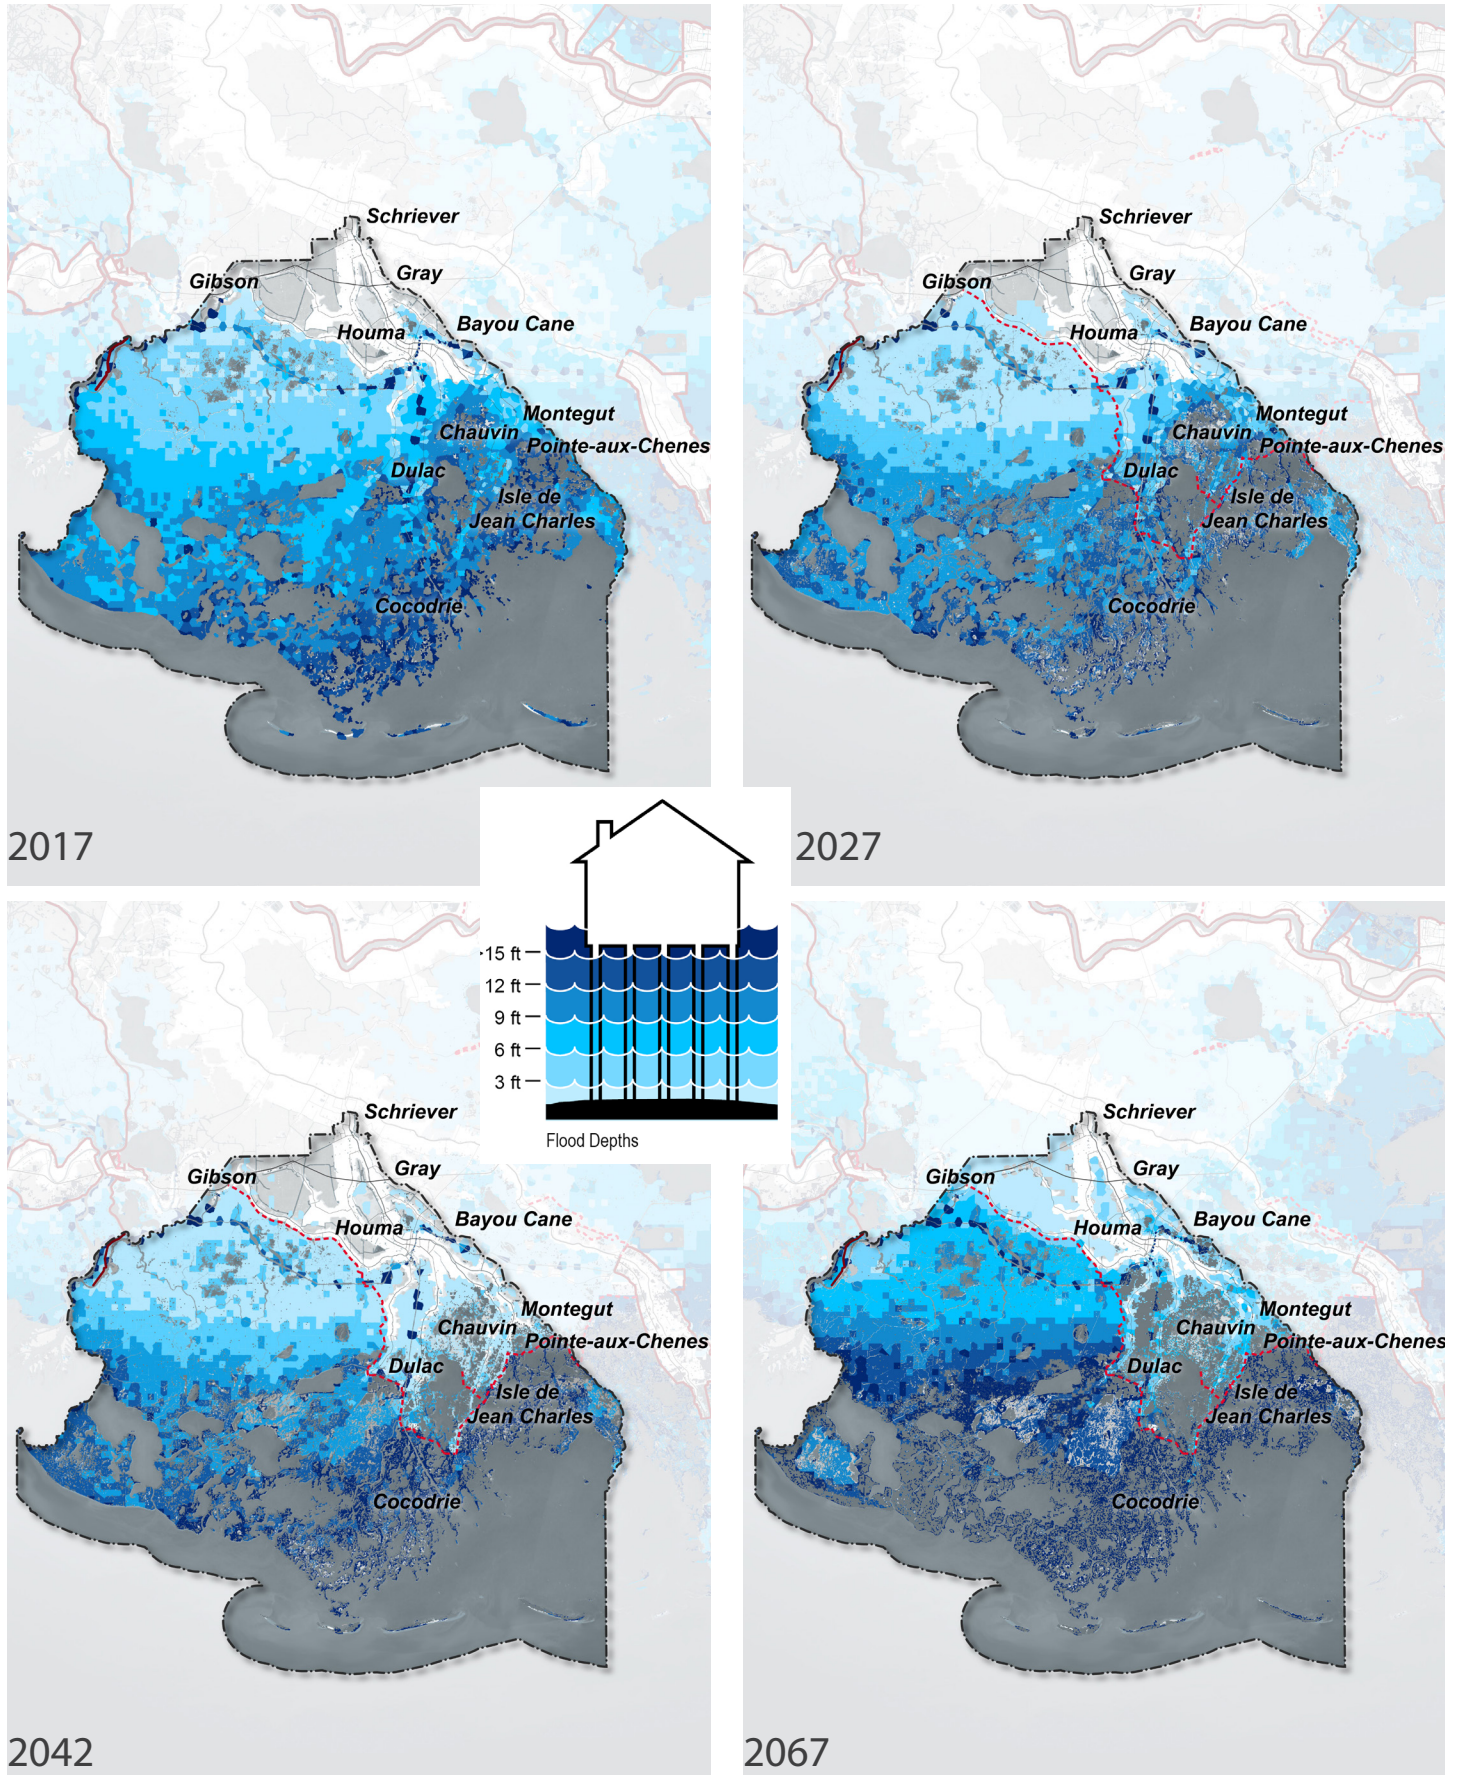 Schriever
Gibson
Gray
Houma
Bayou Cane
Montegut
Chauvin
Pointe-aux-Chenes
Dulac
Isle de
Jean Charles
Cocodrie
2017
Schriever
Gibson
Gray
Houma
Bayou Cane
Montegut
Chauvin
Pointe-aux-Chenes
Dulac
Isle de
Jean Charles
Cocodrie
2027
15 ft
12 ft
9 ft
6 ft
3 ft
Flood Depths
Schriever
Gibson
Gray
Houma
Bayou Cane
Montegut
Chauvin
Pointe-aux-Chenes
Dulac
Isle de
Jean Charles
Cocodrie
2042
Schriever
Gibson
Gray
Houma
Bayou Cane
Montegut
Chauvin
Pointe-aux-Chenes
Dulac
Isle de
Jean Charles
Cocodrie
2067